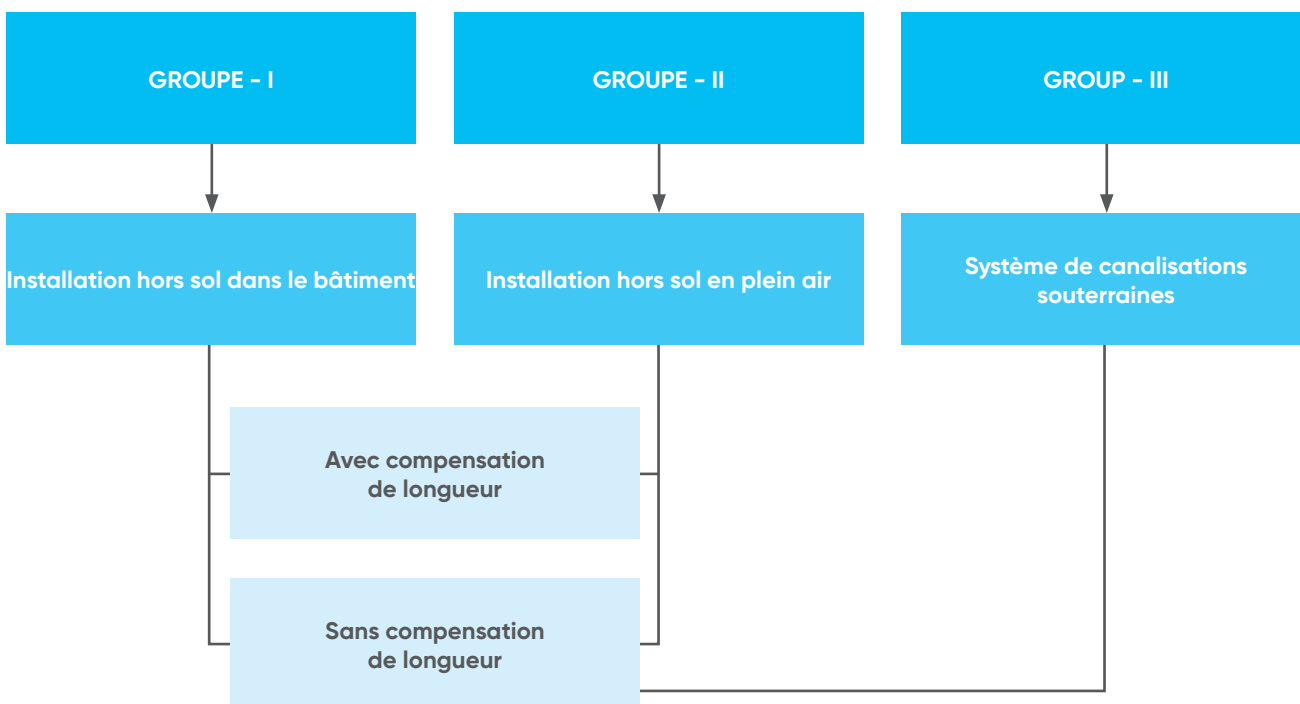 GROUPE - I
GROUPE - II
GROUP - III
Installation hors sol dans le bâtiment
Installation hors sol en plein air
Système de canalisations
souterraines
Avec compensation
de longueur
Sans compensation
de longueur